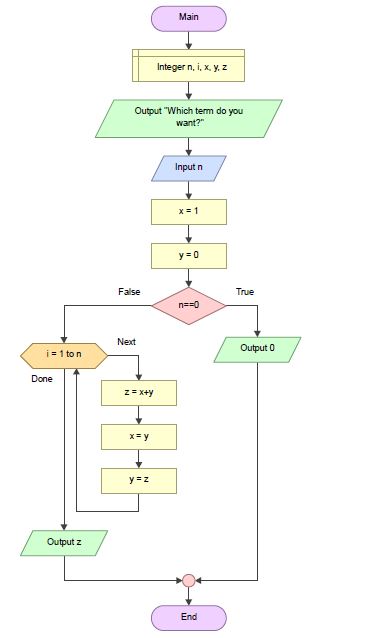 Main
Integer n, i, x, y, z
Output "Which term do you
want?"
Input n
x = 1
y = 0
False
True
n==0
i = 1 to n
Next
Output 0
Done
z = x+y
x = y
y = z
Output z
End